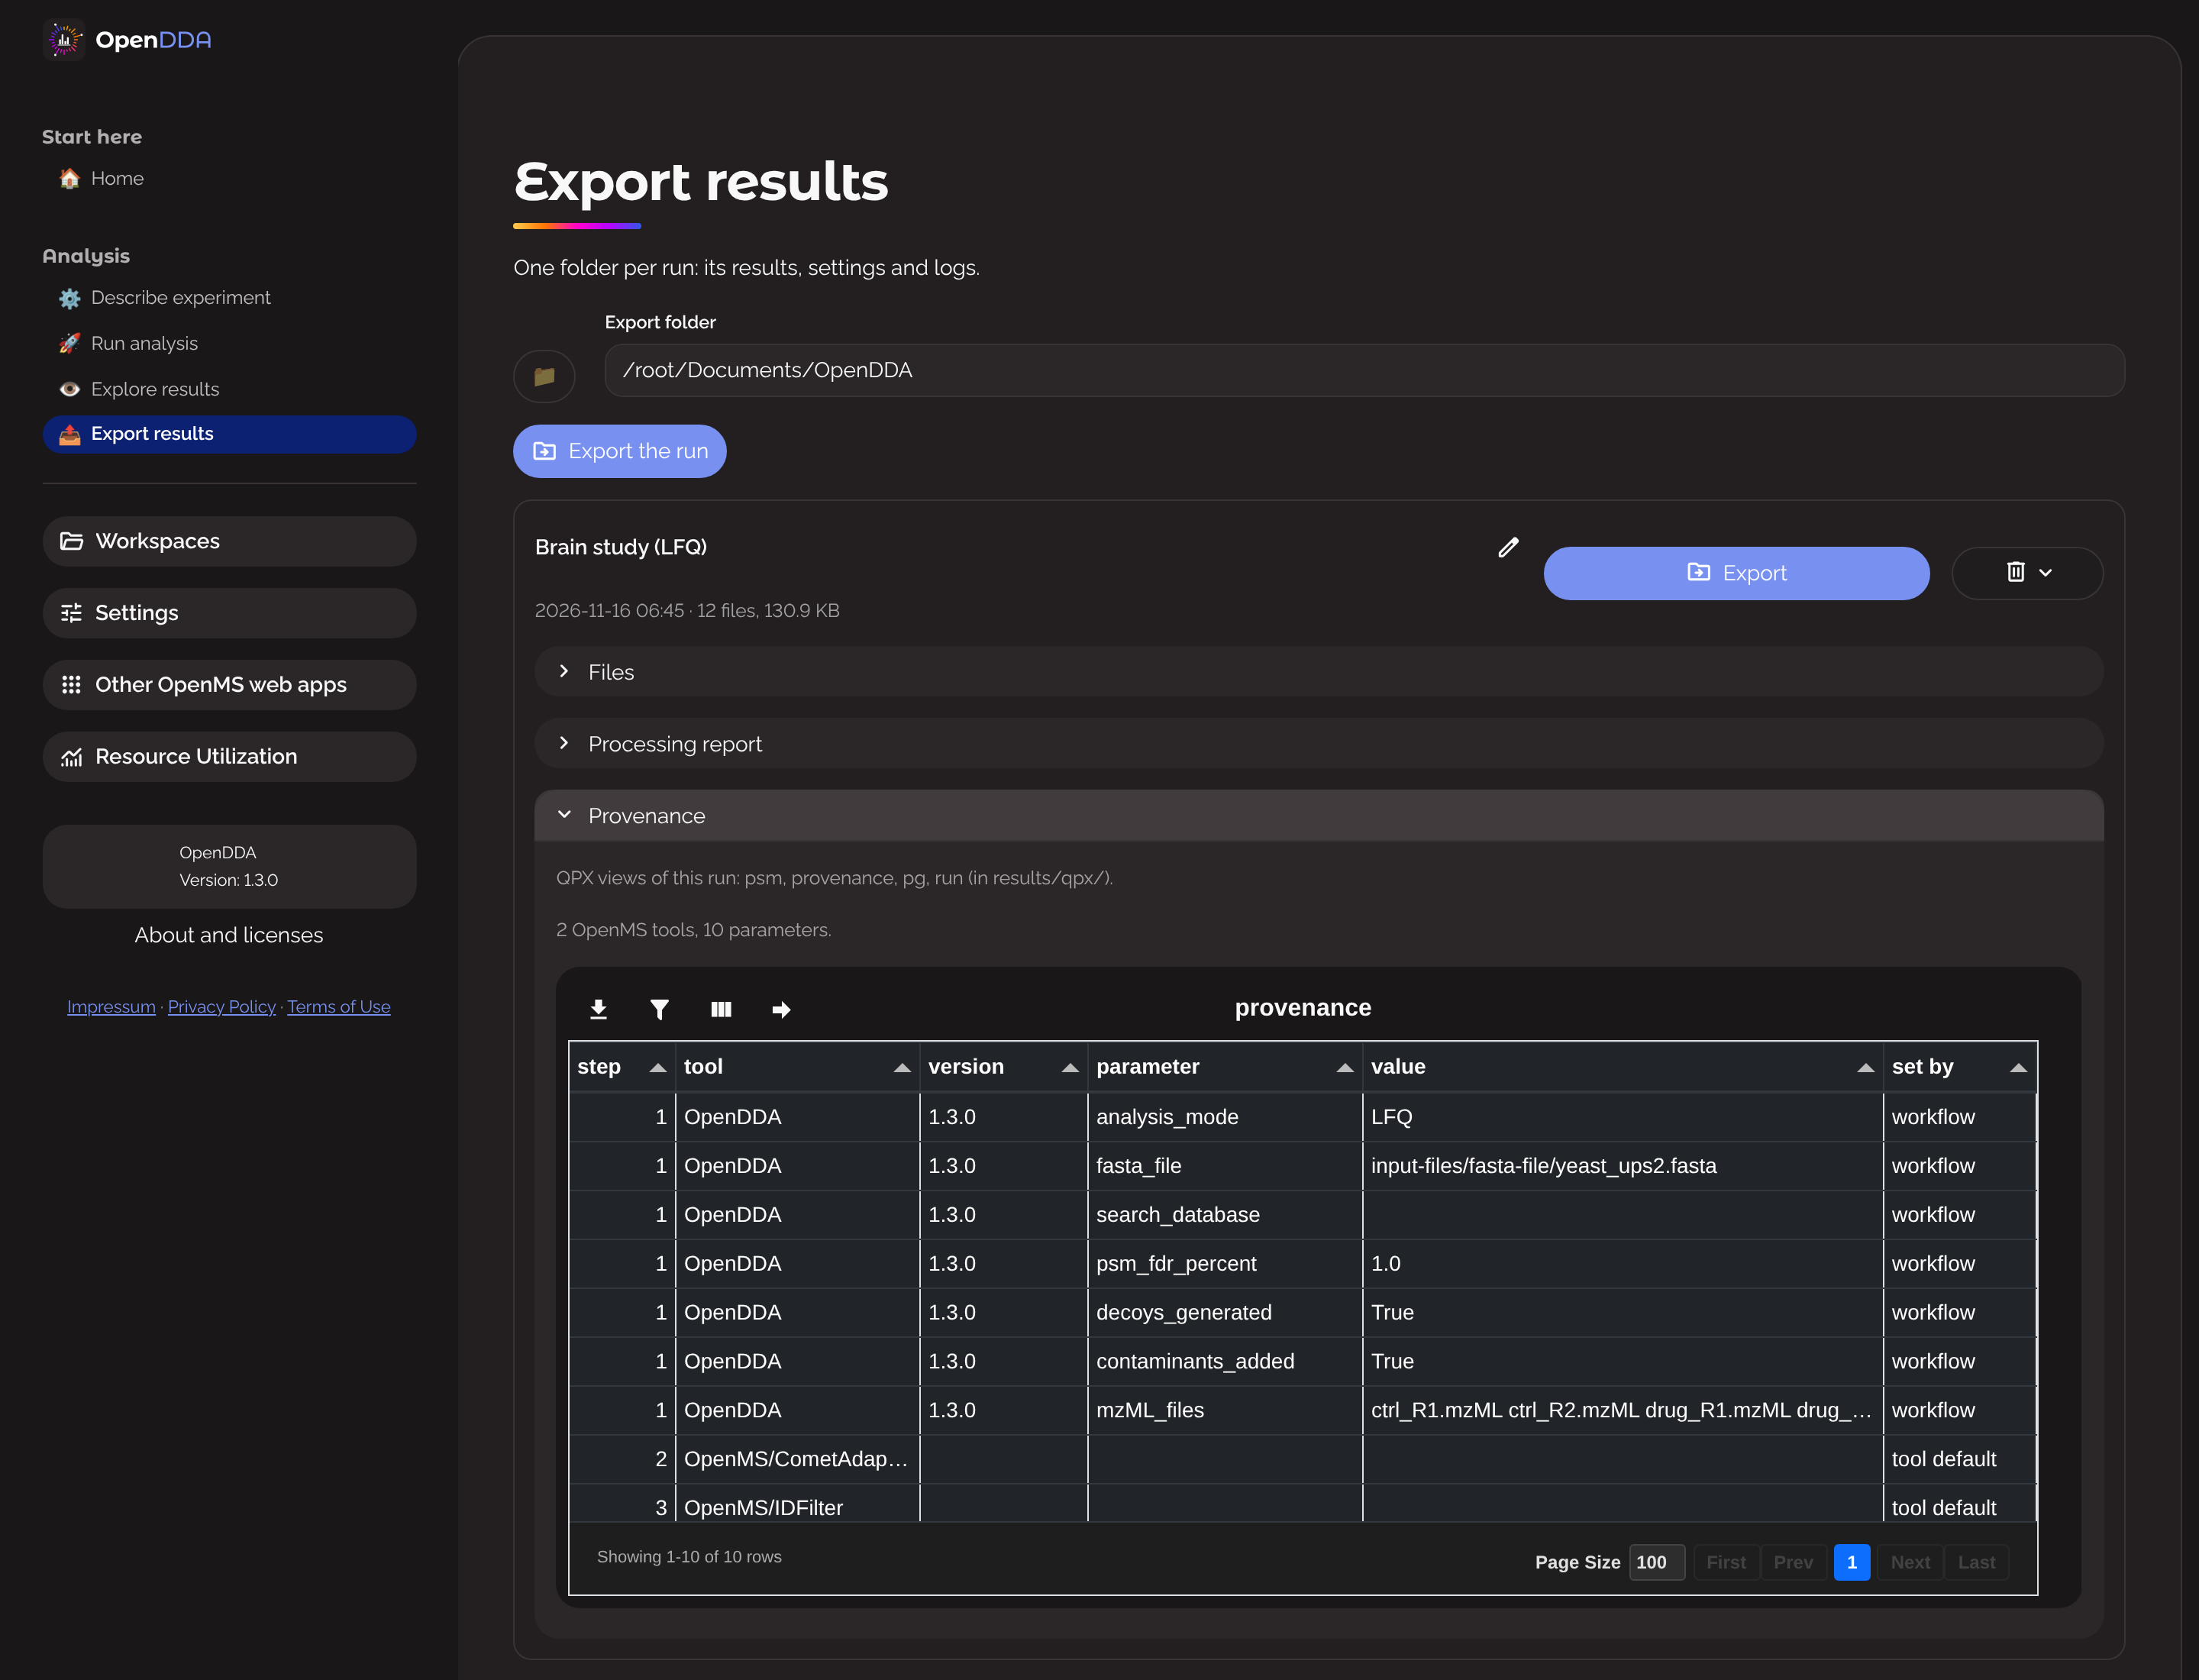 OpenDDA
Start here
Home
Analysis
Describe experiment
Run analysis
Explore results
Export results
Workspaces
Settings
Other OpenMS web apps
Resource Utilization
OpenDDA
Version: 1.3.0
About and licenses
Impressum · Privacy Policy · Terms of Use
Export results
One folder per run: its results, settings and logs.
Export folder
/root/Documents/OpenDDA
Export the run
Brain study (LFQ)
Export
2026-11-16 06:45 · 12 files, 130.9 KB
Files
Processing report
Provenance
QPX views of this run: psm, provenance, pg, run (in results/qpx/).
2 OpenMS tools, 10 parameters.
provenance
step tool version parameter value set by
1 OpenDDA 1.3.0 analysis_mode LFQ workflow
1 OpenDDA 1.3.0 fasta_file input-files/fasta-file/yeast_ups2.fasta workflow
1 OpenDDA 1.3.0 search_database workflow
1 OpenDDA 1.3.0 psm_fdr_percent 1.0 workflow
1 OpenDDA 1.3.0 decoys_generated True workflow
1 OpenDDA 1.3.0 contaminants_added True workflow
1 OpenDDA 1.3.0 mzML_files ctrl_R1.mzML ctrl_R2.mzML drug_R1.mzML drug_... workflow
2 OpenMS/CometAdap... tool default
3 OpenMS/IDFilter tool default
Showing 1-10 of 10 rows
Page Size 100 First Prev 1 Next Last